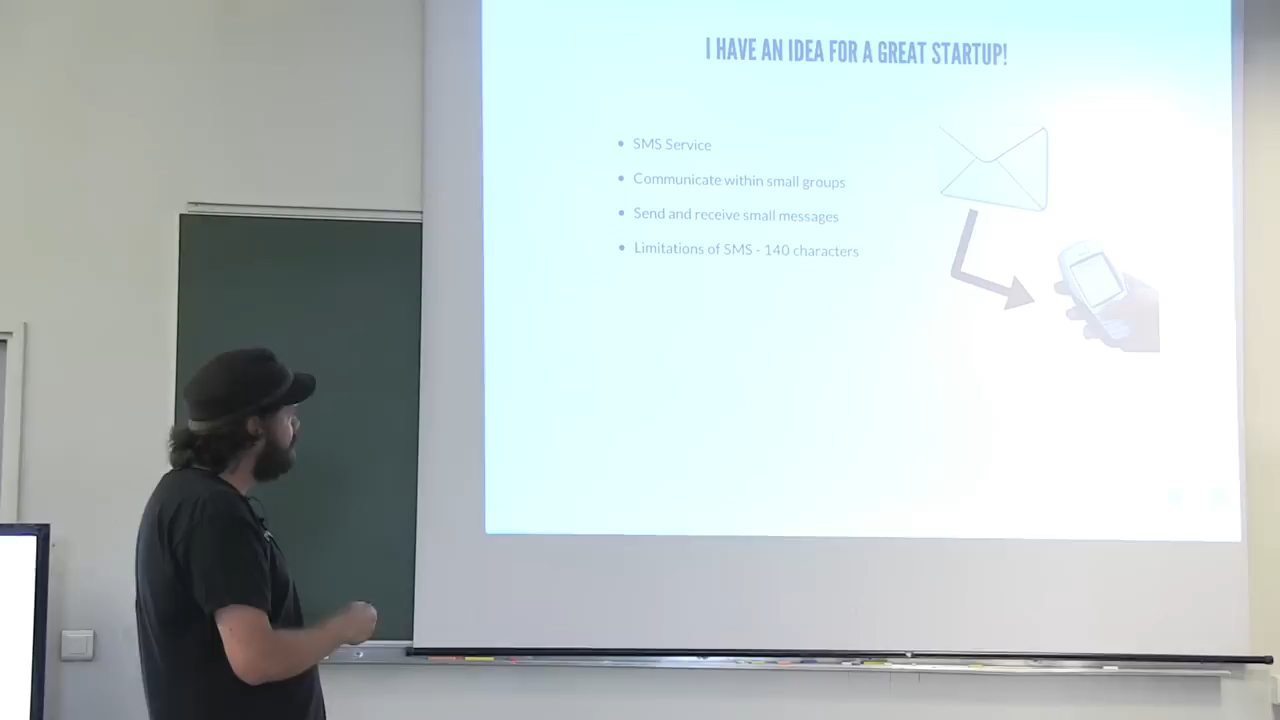 I HAVE AN IDEA FOR A GREAT STARTUP!
SMS Service
Communicate within small groups
Send and receive small messages
Limitations of SMS - 140 characters